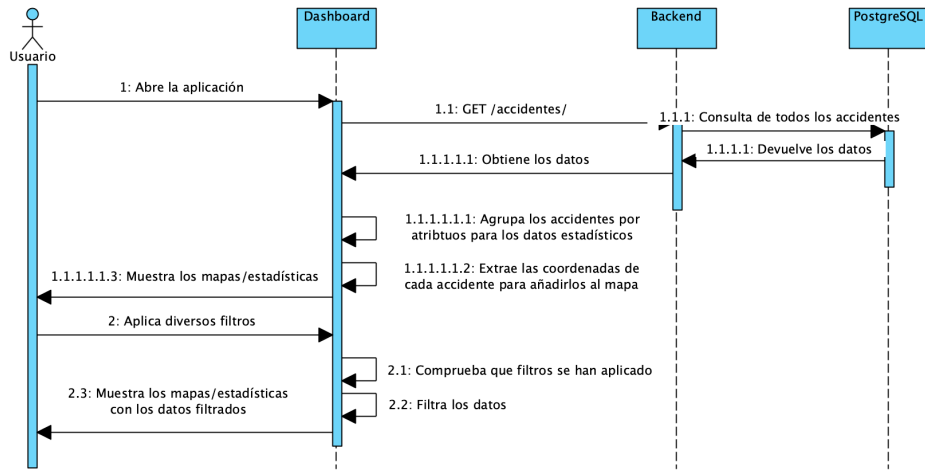 Dashboard
Backend
PostgreSQL
Usuario
1: Abre la aplicación
1.1: GET /accidentes/
1.1.1: Consulta de todos los accidentes
1.1.1.1: Devuelve los datos
1.1.1.1.1: Obtiene los datos
1.1.1.1.1.1: Agrupa los accidentes por
atribtuos para los datos estadísticos
1.1.1.1.1.2: Extrae las coordenadas de
cada accidente para añadirlos al mapa
1.1.1.1.1.3: Muestra los mapas/estadísticas
2: Aplica diversos filtros
2.1: Comprueba que filtros se han aplicado
2.2: Filtra los datos
2.3: Muestra los mapas/estadísticas
con los datos filtrados